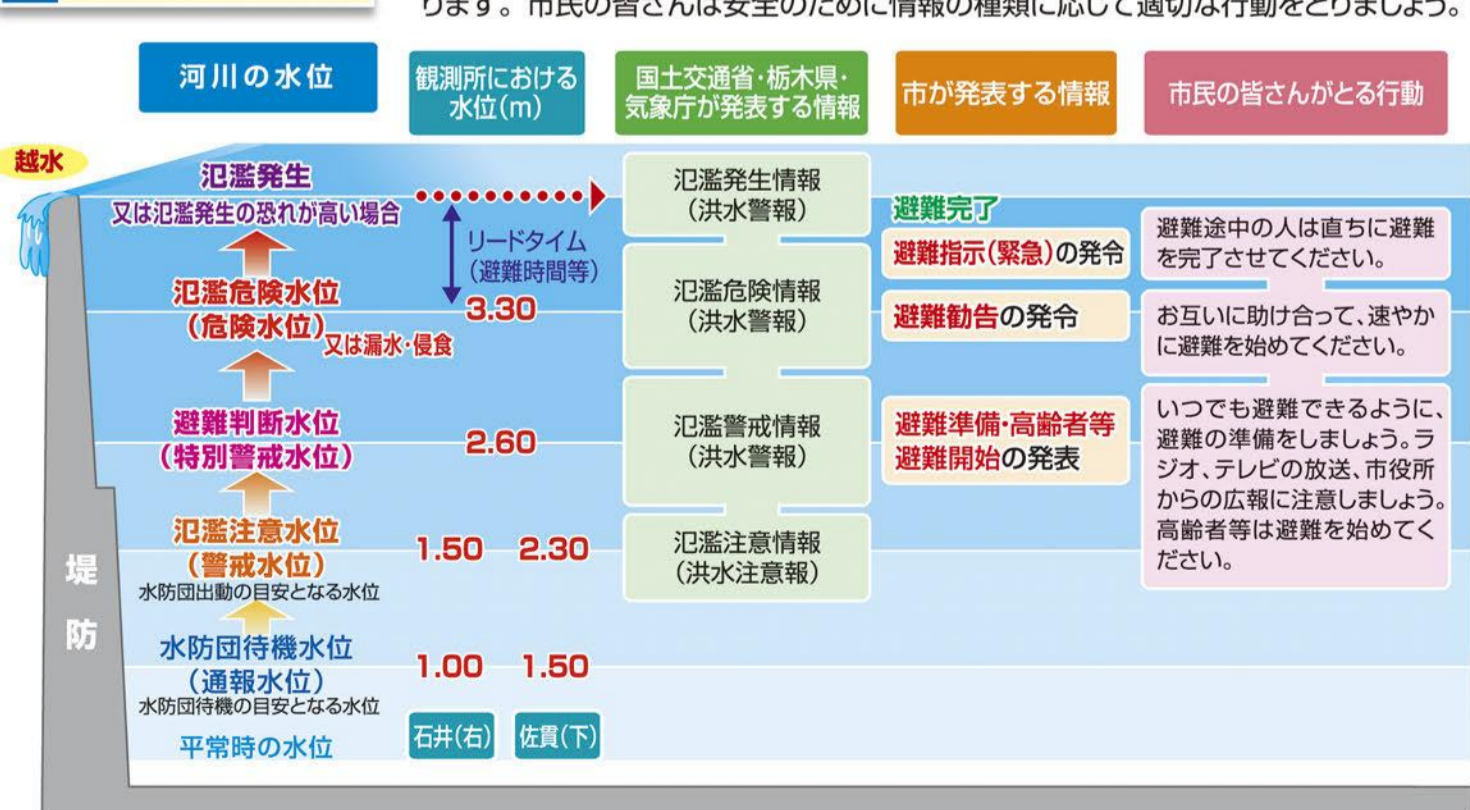 ります。市民の皆さんは安全のために情報の種類に応じて適切な行動をとりましょう。
河川の水位
観測所における
水位(m)
国土交通省・栃木県・
気象庁が発表する情報
市が発表する情報
市民の皆さんがとる行動
越水
氾濫発生
又は氾濫発生の恐れが高い場合
リードタイム
(避難時間等)
氾濫危険水位
(危険水位)
又は漏水・侵食
3.30
避難判断水位
(特別警戒水位)
2.60
氾濫注意水位
(警戒水位)
水防団出動の目安となる水位
1.50 2.30
水防団待機水位
(通報水位)
水防団待機の目安となる水位
1.00 1.50
平常時の水位
石井(右) 佐貫(下)
堤防
氾濫発生情報
(洪水警報)
氾濫危険情報
(洪水警報)
氾濫警戒情報
(洪水警報)
氾濫注意情報
(洪水注意報)
避難完了
避難指示(緊急)の発令
避難勧告の発令
避難準備・高齢者等
避難開始の発表
避難途中の人は直ちに避難
を完了させてください。
お互いに助け合って、速やか
に避難を始めてください。
いつでも避難できるように、
避難の準備をしましょう。ラ
ジオ、テレビの放送、市役所
からの広報に注意しましょう。
高齢者等は避難を始めてく
ださい。